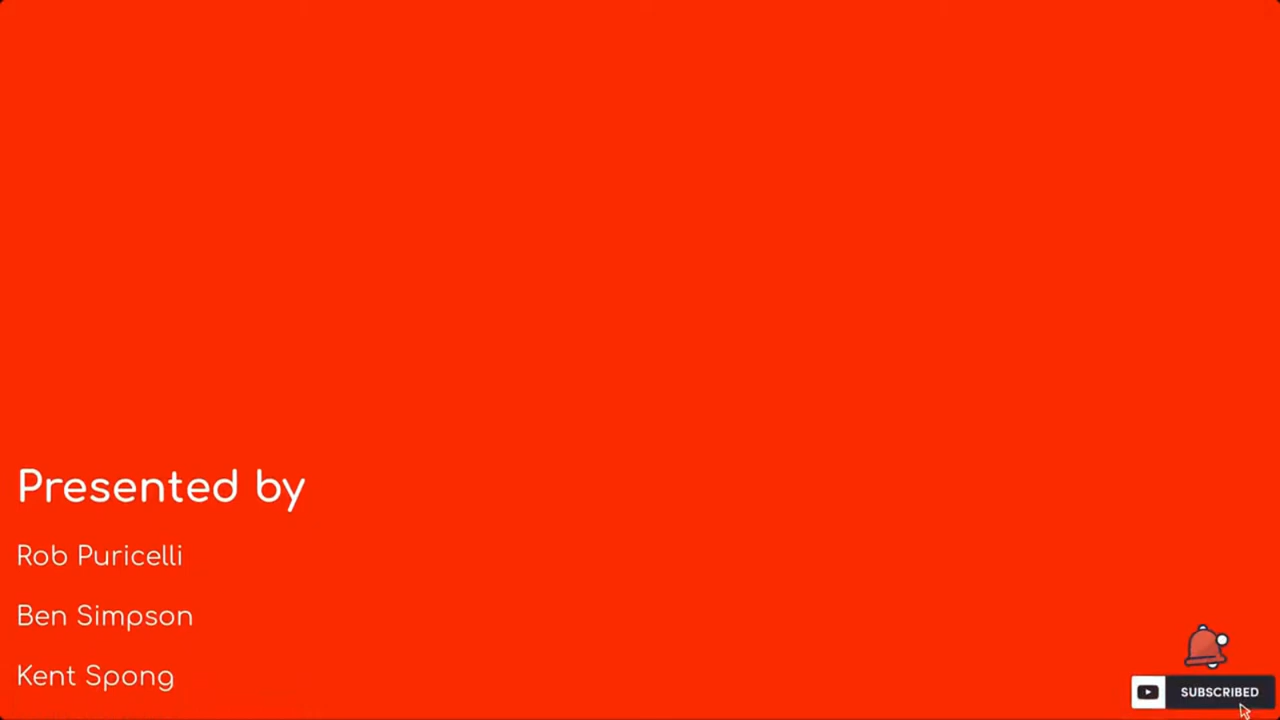 Presented by
Rob Puricelli
Ben Simpson
Kent Spong
SUBSCRIBED